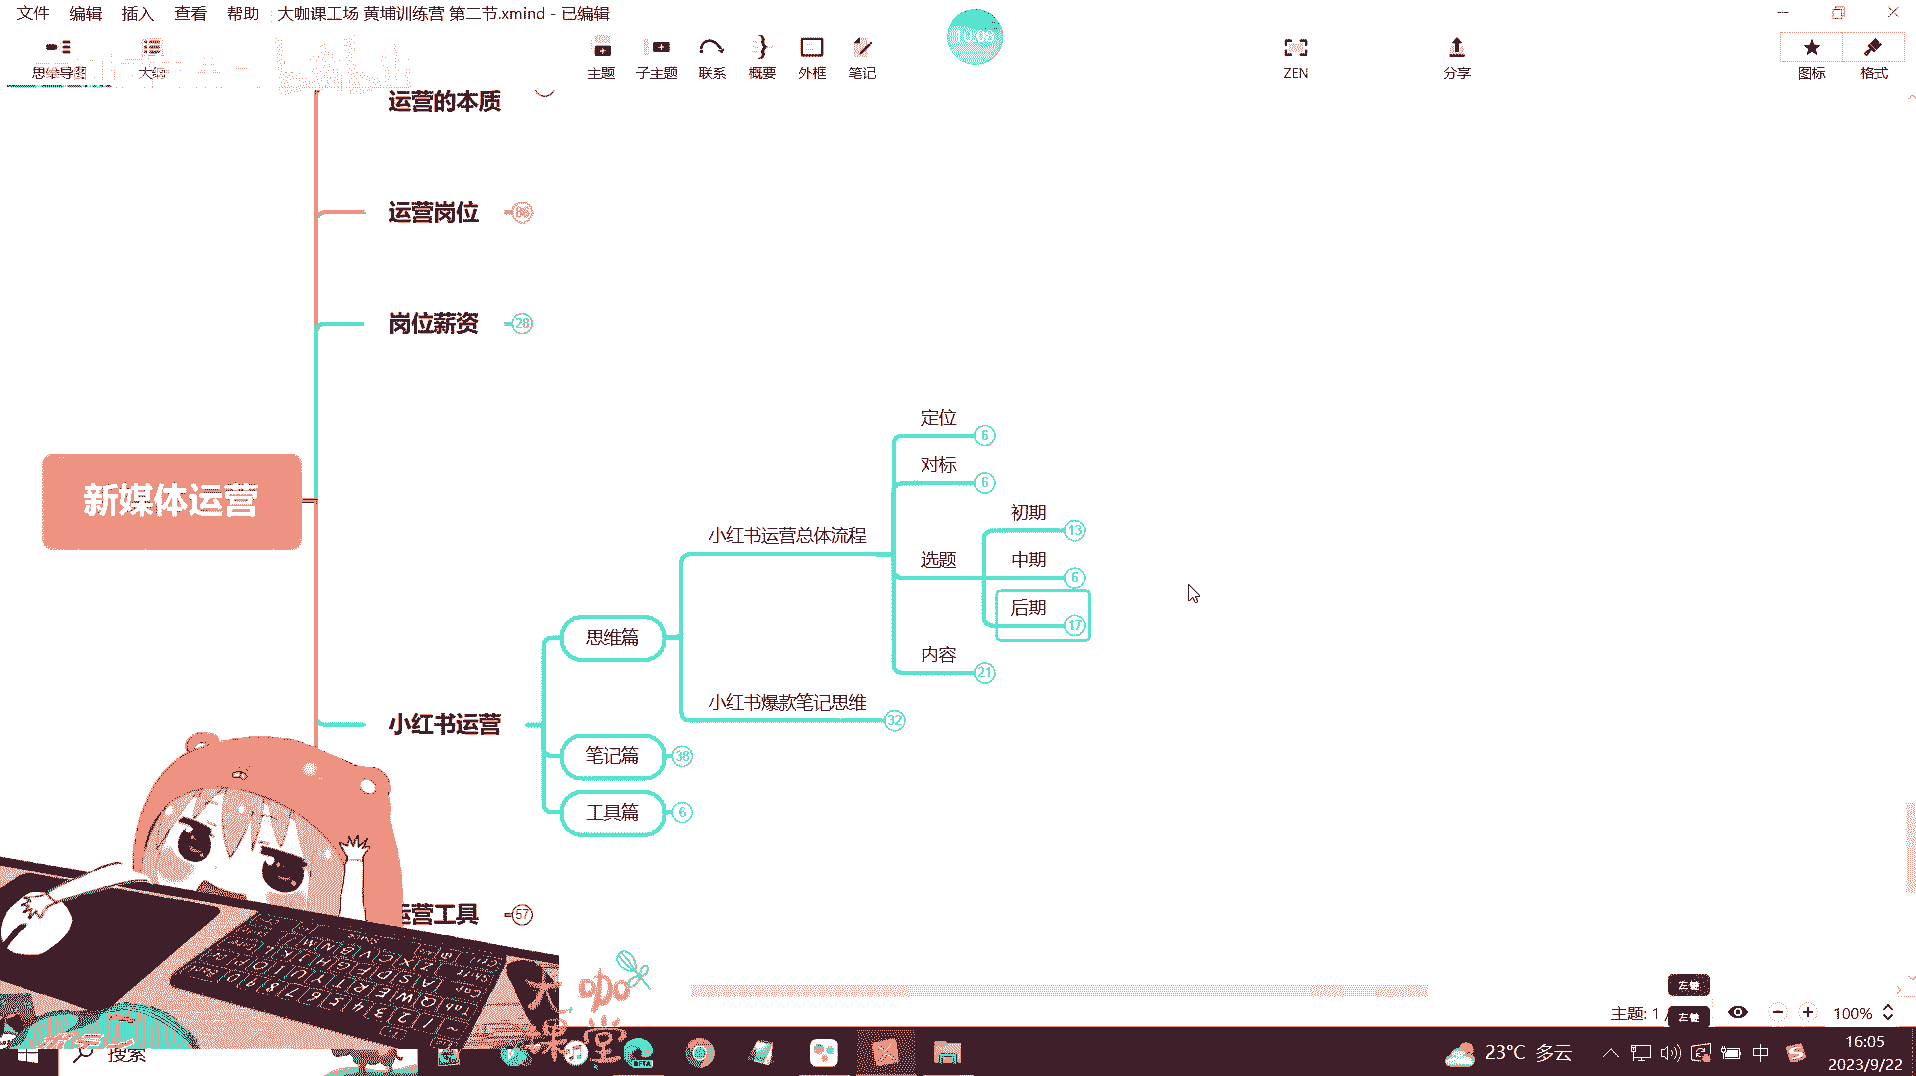 文件 编辑 插入 查看 帮助 大咖课工场 黄埔训练营 第二节.xmind - 已编辑
思维导图 大纲 主题 子主题 联系 概要 外框 笔记 ZEN 分享 图标 格式
10:08
运营的本质
运营岗位 86
岗位薪资 28
新媒体运营
定位 6
对标 6
初期 13
小红书运营总体流程
选题
中期 6
后期 17
思维篇
内容 21
小红书爆款笔记思维 32
小红书运营
笔记篇 38
工具篇 6
运营工具 57
大咖
课堂
左键
主题: 1 /
左键
100%
搜索
BETA
23°C 多云
中
16:05
2023/9/22